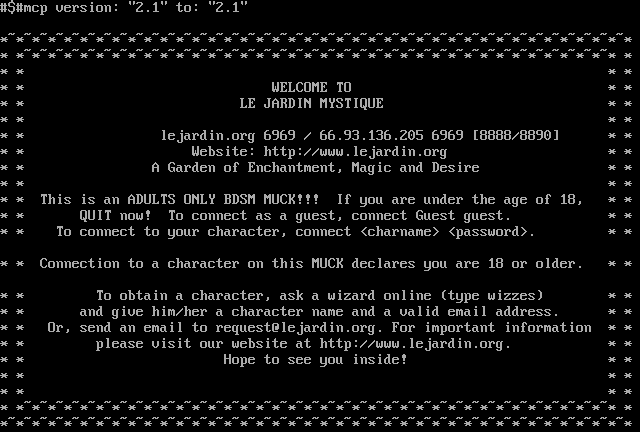 #$#mcp version: "2.1" to: "2.1"
*~*~*~*~*~*~*~*~*~*~*~*~*~*~*~*~*~*~*~*~*~*~*~*~*~*~*~*~*~*~*~*~*~*~*~*~*~*~*~*
*~*~*~*~*~*~*~*~*~*~*~*~*~*~*~*~*~*~*~*~*~*~*~*~*~*~*~*~*~*~*~*~*~*~*~*~*~*~*~*
* * * *
* * WELCOME TO * *
* * LE JARDIN MYSTIQUE * *
* * * *
* * lejardin.org 6969 / 66.93.136.205 6969 [8888/8890] * *
* * Website: http://www.lejardin.org * *
* * A Garden of Enchantment, Magic and Desire * *
* * * *
* * This is an ADULTS ONLY BDSM MUCK!!! If you are under the age of 18, * *
* * QUIT now! To connect as a guest, connect Guest guest. * *
* * To connect to your character, connect <charname> <password>. * *
* * Connection to a character on this MUCK declares you are 18 or older. * *
* * To obtain a character, ask a wizard online (type wizzes) * *
* * and give him/her a character name and a valid email address. * *
* * Or, send an email to request@lejardin.org. For important information * *
* * please visit our website at http://www.lejardin.org. * *
* * Hope to see you inside! * *
* * * *
* * * *
*~*~*~*~*~*~*~*~*~*~*~*~*~*~*~*~*~*~*~*~*~*~*~*~*~*~*~*~*~*~*~*~*~*~*~*~*~*~*~*
*~*~*~*~*~*~*~*~*~*~*~*~*~*~*~*~*~*~*~*~*~*~*~*~*~*~*~*~*~*~*~*~*~*~*~*~*~*~*~*